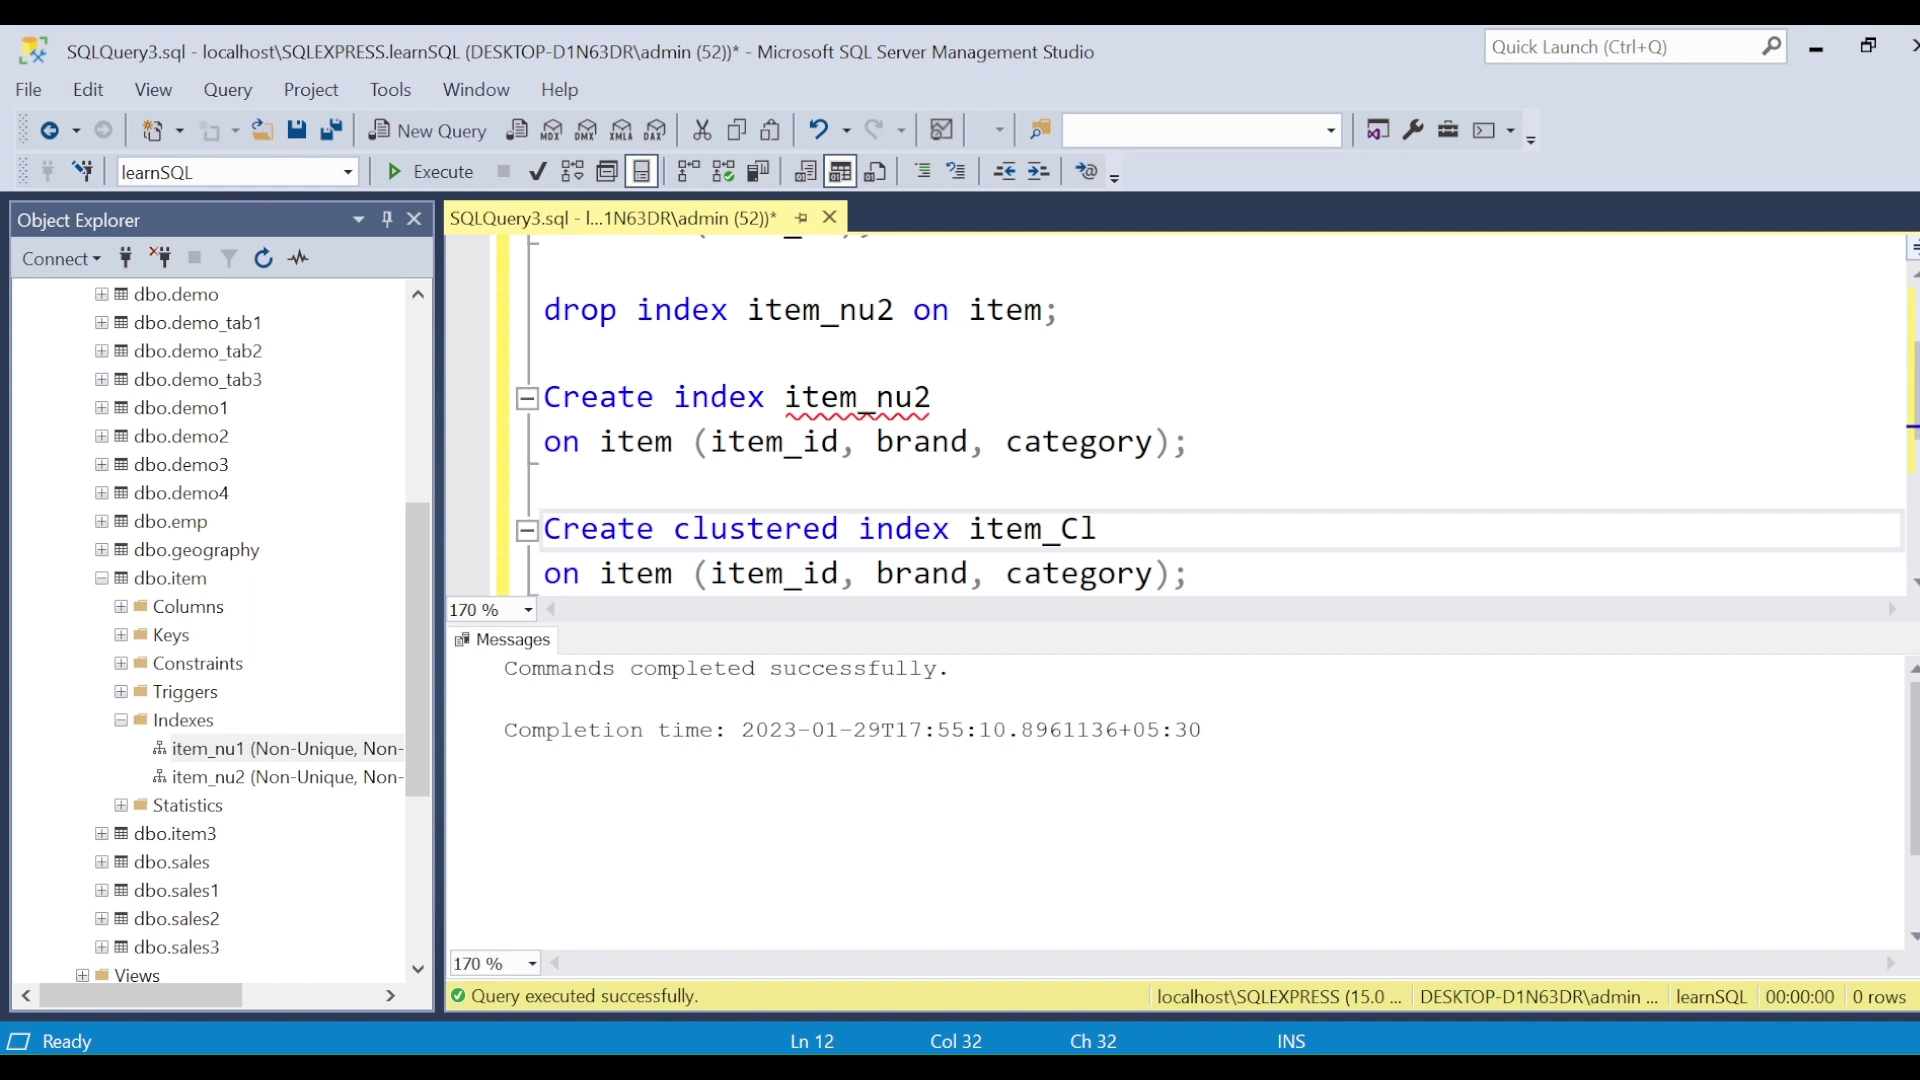 SQLQuery3.sql - localhost\SQLEXPRESS.learnSQL (DESKTOP-D1N63DR\admin (52))* - Microsoft SQL Server Management Studio
Quick Launch (Ctrl+Q)
File Edit View Query Project Tools Window Help
New Query MDX DMX XMLA DAX
learnSQL Execute
Object Explorer
SQLQuery3.sql - l...1N63DR\admin (52))*
Connect
dbo.demo
dbo.demo_tab1
dbo.demo_tab2
dbo.demo_tab3
dbo.demo1
dbo.demo2
dbo.demo3
dbo.demo4
dbo.emp
dbo.geography
dbo.item
Columns
Keys
Constraints
Triggers
Indexes
item_nu1 (Non-Unique, Non-
item_nu2 (Non-Unique, Non-
Statistics
dbo.item3
dbo.sales
dbo.sales1
dbo.sales2
dbo.sales3
Views
drop index item_nu2 on item;
Create index item_nu2
on item (item_id, brand, category);
Create clustered index item_Cl
on item (item_id, brand, category);
170 %
Messages
Commands completed successfully.
Completion time: 2023-01-29T17:55:10.8961136+05:30
170 %
Query executed successfully. localhost\SQLEXPRESS (15.0 ... DESKTOP-D1N63DR\admin ... learnSQL 00:00:00 0 rows
Ready Ln 12 Col 32 Ch 32 INS